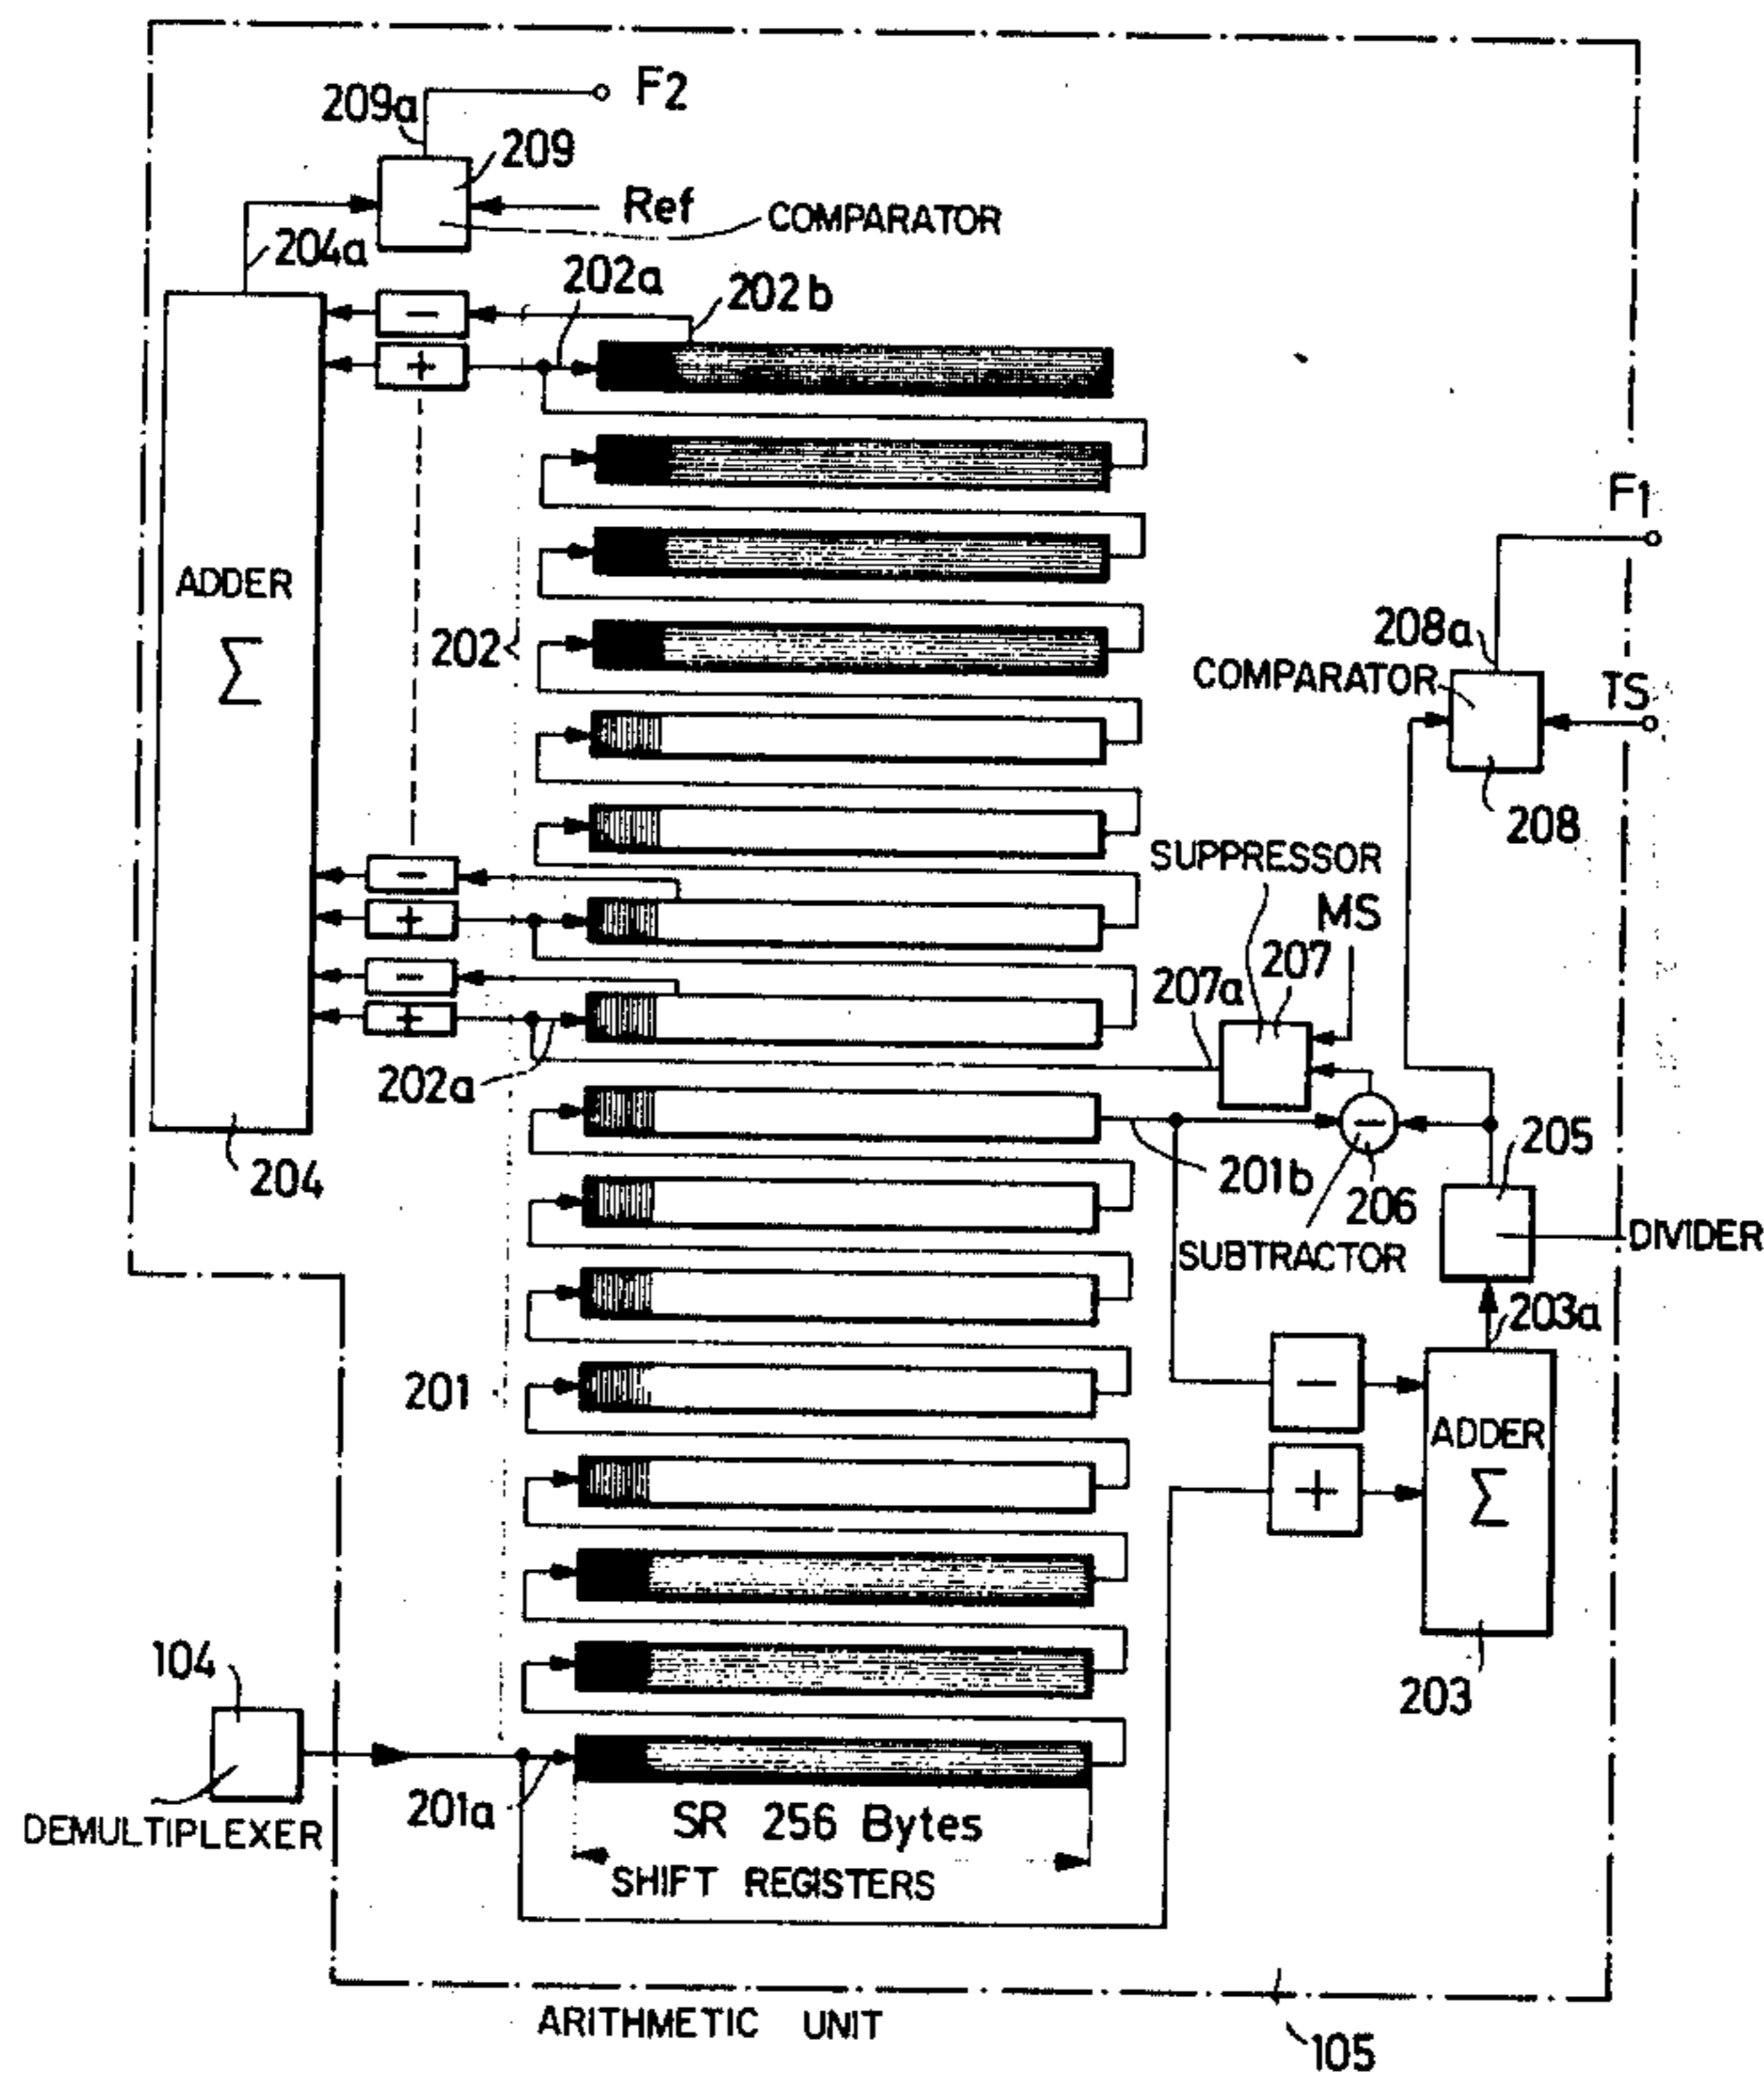 209a
F2
209
Ref
COMPARATOR
204a
202a
202b
−
+
ADDER
Σ
202
F1
208a
COMPARATOR
TS
208
SUPPRESSOR
MS
−
+
−
+
207a
207
202a
204
201b
206
205
SUBTRACTOR
DIVIDER
−
203a
201
−
ADDER
+
Σ
203
104
201a
DEMULTIPLEXER
SR 256 Bytes
SHIFT REGISTERS
ARITHMETIC UNIT
105